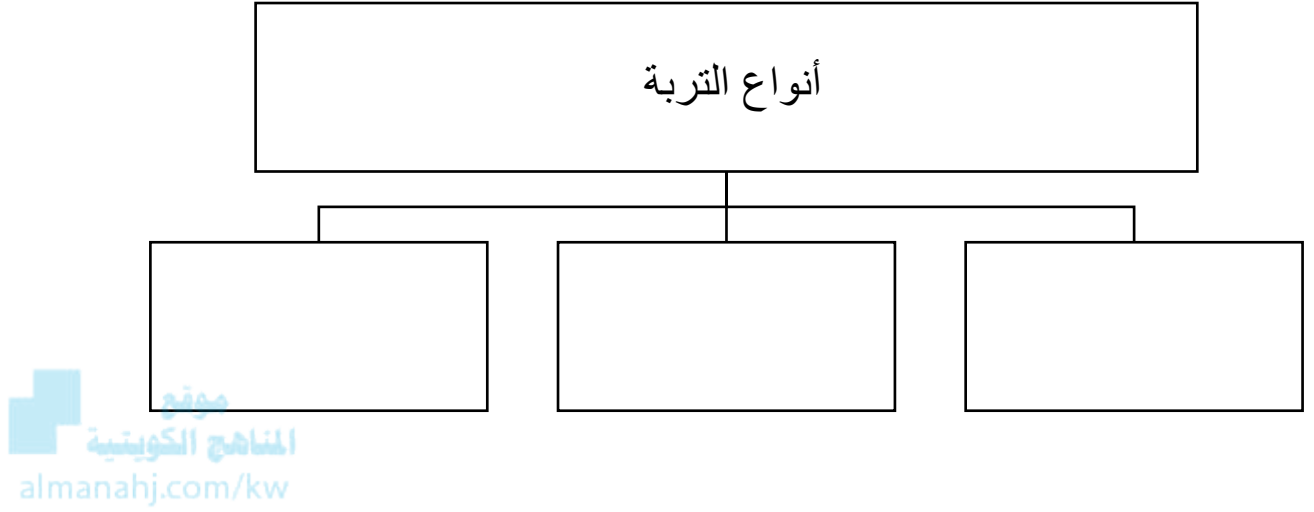 أنواع التربة
موقع
المناهج الكويتية
almanahj.com/kw